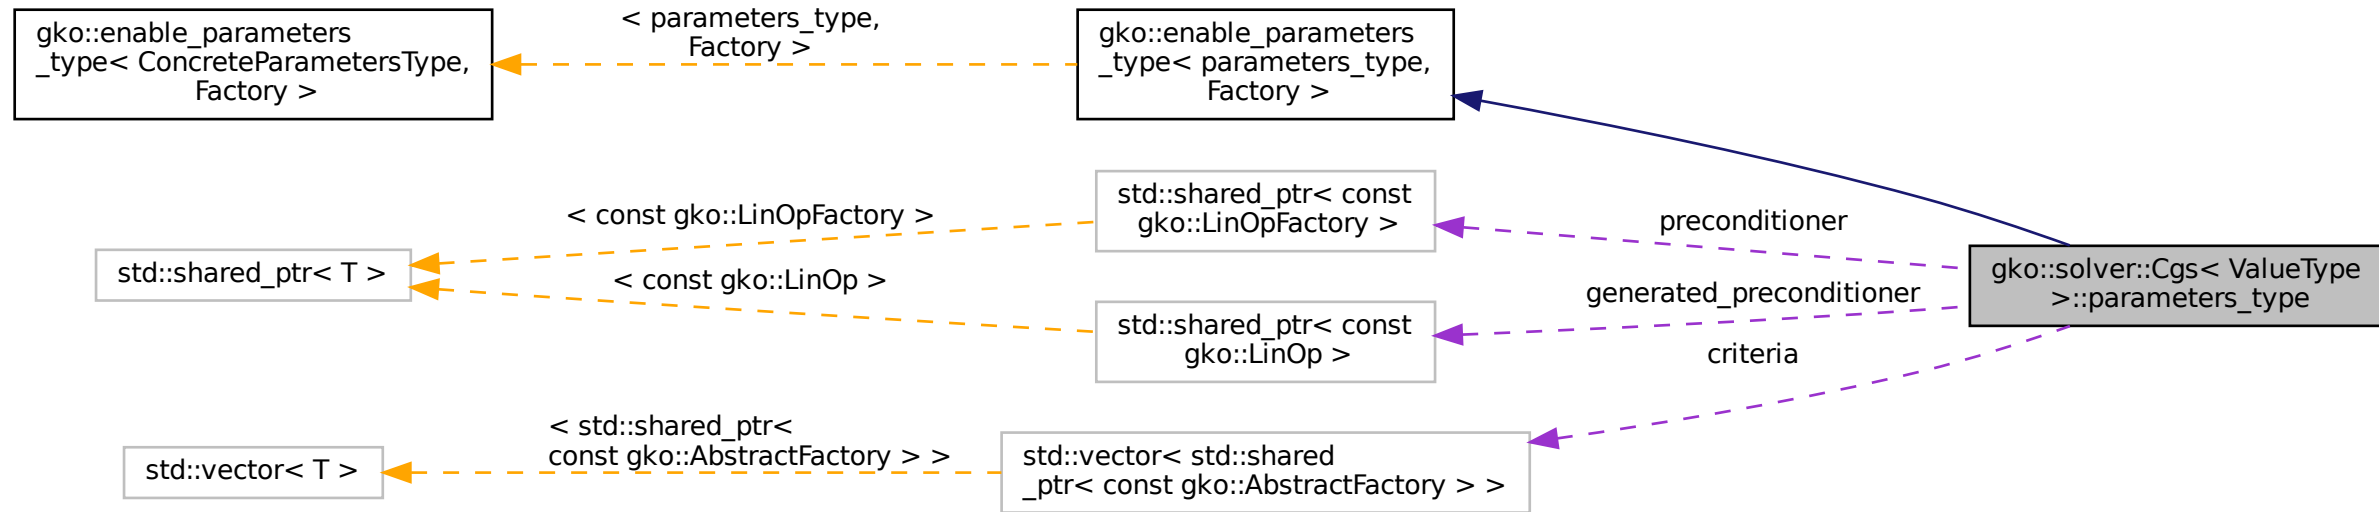 gko::enable_parameters
_type< ConcreteParametersType,
Factory >
< parameters_type,
Factory >
gko::enable_parameters
_type< parameters_type,
Factory >
std::shared_ptr< T >
< const gko::LinOpFactory >
< const gko::LinOp >
std::shared_ptr< const
gko::LinOpFactory >
std::shared_ptr< const
gko::LinOp >
preconditioner
generated_preconditioner
criteria
gko::solver::Cgs< ValueType
>::parameters_type
std::vector< T >
< std::shared_ptr<
const gko::AbstractFactory > >
std::vector< std::shared
_ptr< const gko::AbstractFactory > >